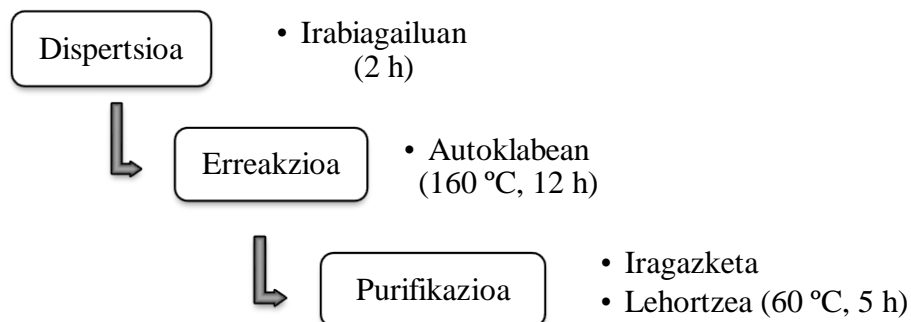 Dispertsioa
• Irabiagailuan
(2 h)
Erreakzioa
• Autoklabean
(160 ºC, 12 h)
Purifikazioa
• Iragazketa
• Lehortzea (60 ºC, 5 h)